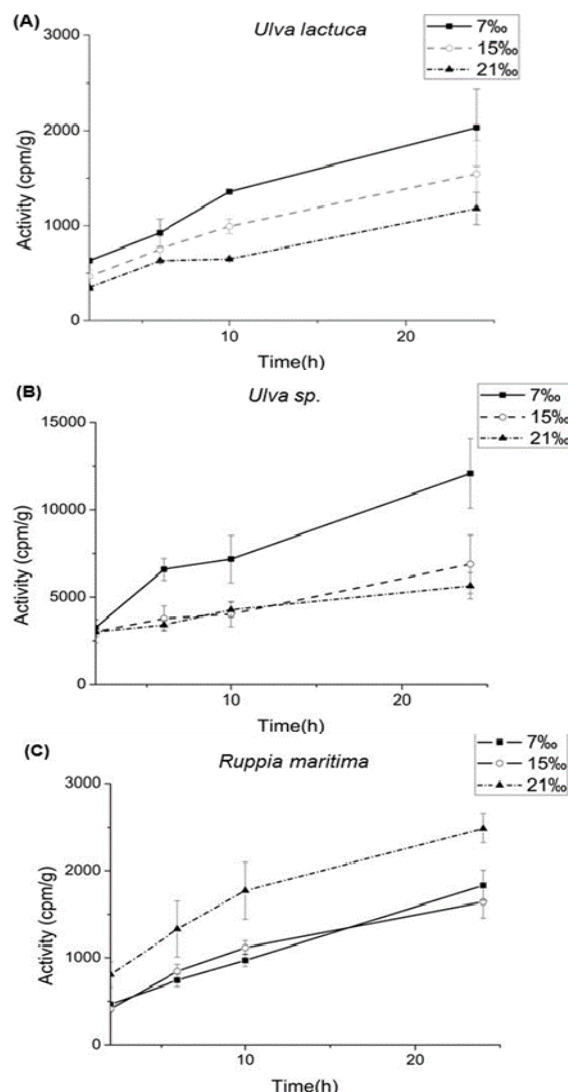 (A)
Ulva lactuca
7‰
15‰
21‰
3000
2000
1000
0
Activity (cpm/g)
10
20
Time(h)
(B)
Ulva sp.
7‰
15‰
21‰
15000
10000
5000
0
Activity (cpm/g)
10
20
Time(h)
(C)
Ruppia maritima
7‰
15‰
21‰
3000
2000
1000
0
Activity (cpm/g)
10
20
Time(h)